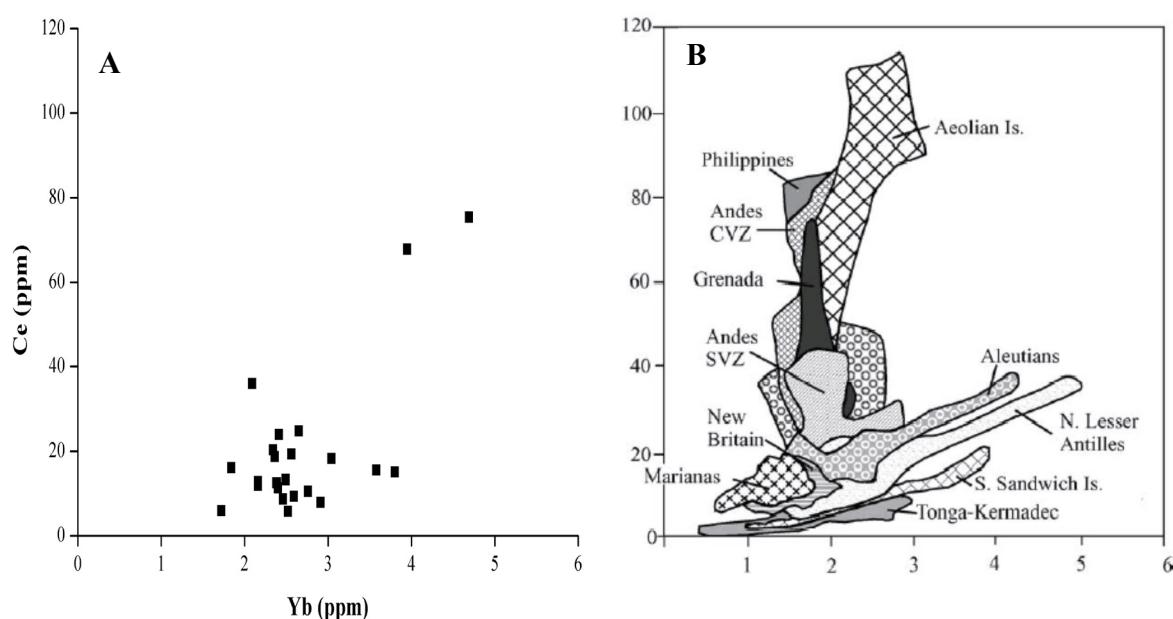 A
120
100
80
60
40
20
0
0 1 2 3 4 5 6
Ce (ppm)
Yb (ppm)
B
120
100
80
60
40
20
0
1 2 3 4 5 6
Aeolian Is.
Philippines
Andes
CVZ
Grenada
Andes
SVZ
Aleutians
New
Britain
N. Lesser
Antilles
Marianas
S. Sandwich Is.
Tonga-Kermadec